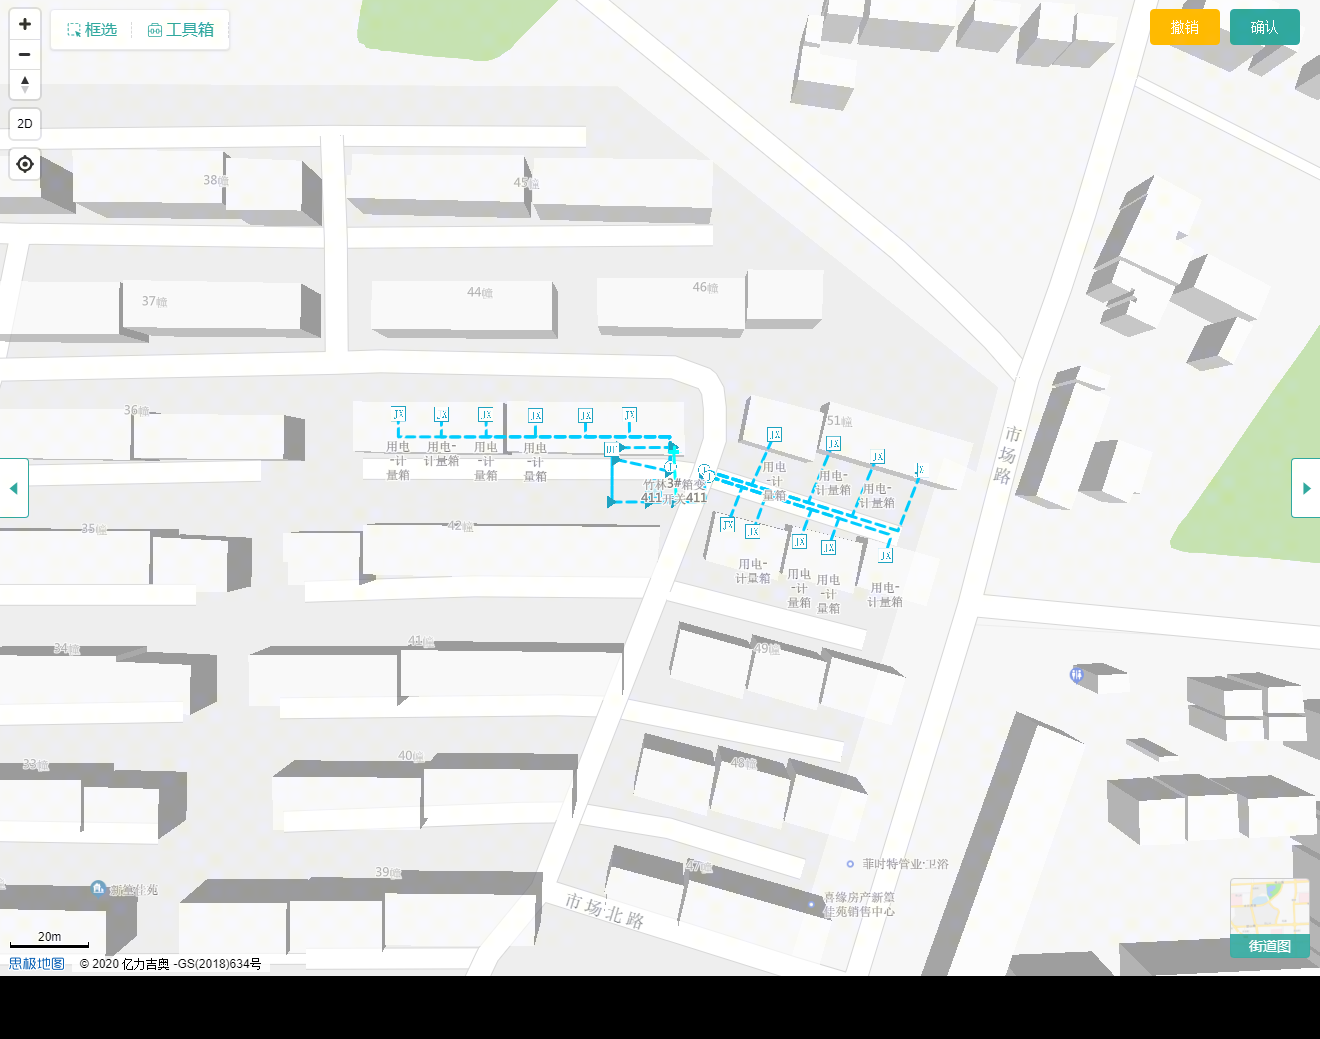 框选
工具箱
撤销
确认
2D
38幢
45幢
37幢
44幢
46幢
36幢
51幢
JX
JX
JX
JX
JX
JX
JX
JX
JX
用电
-计
量箱
用电-
计量箱
用电
-计
量箱
用电
-计
量箱
用电
-计
量箱
用电-
计量箱
用电-
计量箱
竹林3#箱变
411开关411
市场路
JX
JX
JX
JX
JX
35幢
42幢
用电-
计量箱
用电
-计
量箱
用电
-计
量箱
用电-
计量箱
34幢
41幢
49幢
33幢
40幢
48幢
39幢
47幢
菲时特管业·卫浴
喜缘房产新篁
佳苑销售中心
新篁佳苑
市场北路
20m
思极地图
© 2020 亿力吉奥 -GS(2018)634号
街道图